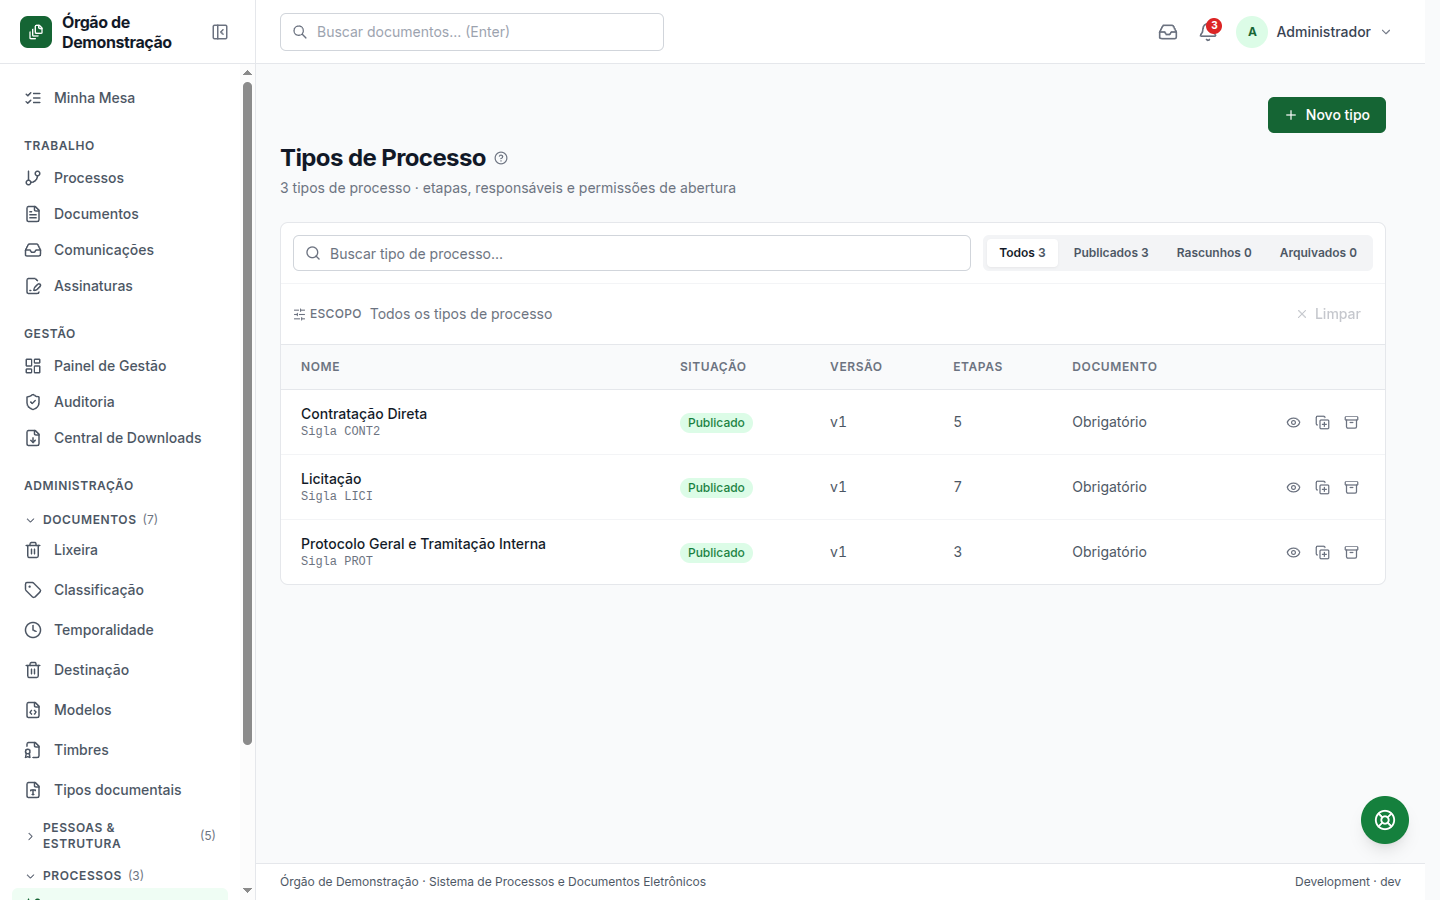 Órgão de
Demonstração
Buscar documentos... (Enter)
3
A
Administrador
Minha Mesa
TRABALHO
Processos
Documentos
Comunicações
Assinaturas
GESTÃO
Painel de Gestão
Auditoria
Central de Downloads
ADMINISTRAÇÃO
DOCUMENTOS (7)
Lixeira
Classificação
Temporalidade
Destinação
Modelos
Timbres
Tipos documentais
PESSOAS &
ESTRUTURA (5)
PROCESSOS (3)
+ Novo tipo
Tipos de Processo
3 tipos de processo · etapas, responsáveis e permissões de abertura
Buscar tipo de processo...
Todos 3 Publicados 3 Rascunhos 0 Arquivados 0
ESCOPO Todos os tipos de processo
Limpar
NOME SITUAÇÃO VERSÃO ETAPAS DOCUMENTO
Contratação Direta
Sigla CONT2
Publicado v1 5 Obrigatório
Licitação
Sigla LICI
Publicado v1 7 Obrigatório
Protocolo Geral e Tramitação Interna
Sigla PROT
Publicado v1 3 Obrigatório
Órgão de Demonstração · Sistema de Processos e Documentos Eletrônicos
Development · dev